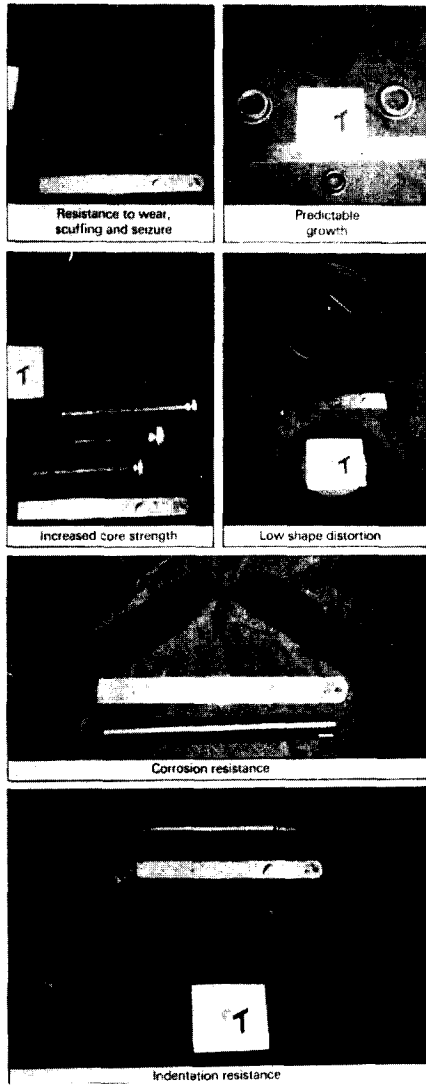 T
Resistance to wear,
scuffing and seizure
Predictable
growth
T
T
Increased core strength
Low shape distortion
Corrosion resistance
T
Indentation resistance